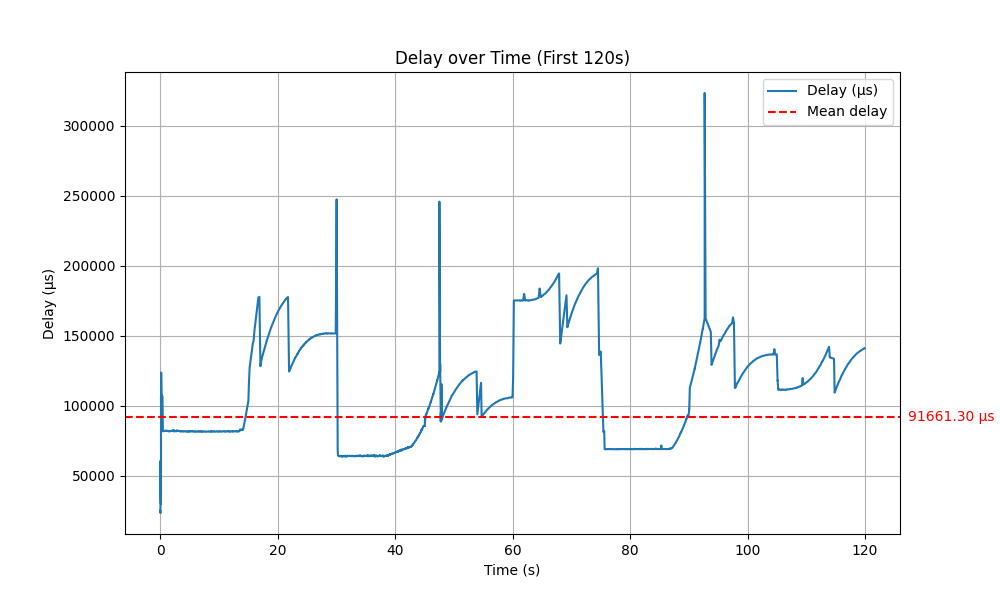 Delay over Time (First 120s)
Delay (µs)
Mean delay
300000
250000
200000
150000
100000
50000
Delay (µs)
91661.30 µs
0 20 40 60 80 100 120
Time (s)